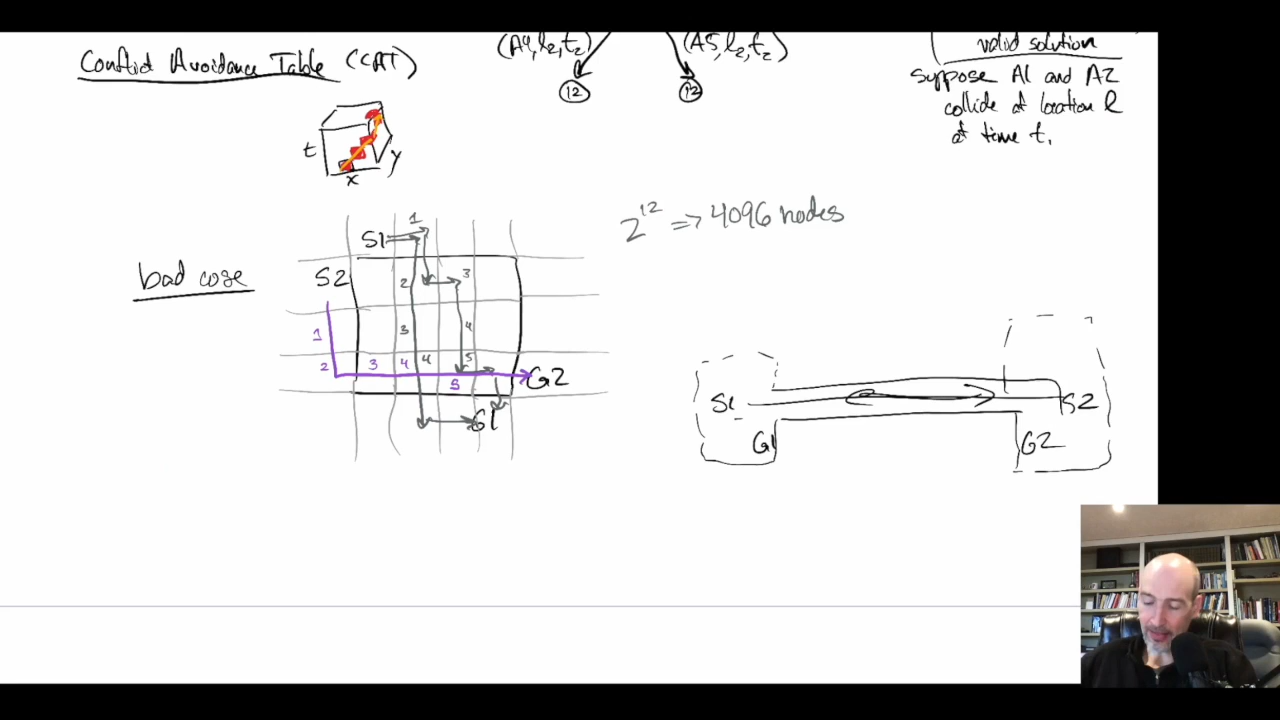 (A4, l2, t2)
(A5, l2, t2)
valid solution
Conflict Avoidance Table (CAT)
suppose A1 and A2
collide at location l
at time t,
12
12
t
y
x
2^12 => 4096 nodes
1
S1
bad case
S2
2
3
1
3
4
2
3
4
4
5
5
G2
G1
S1
S2
G1
G2